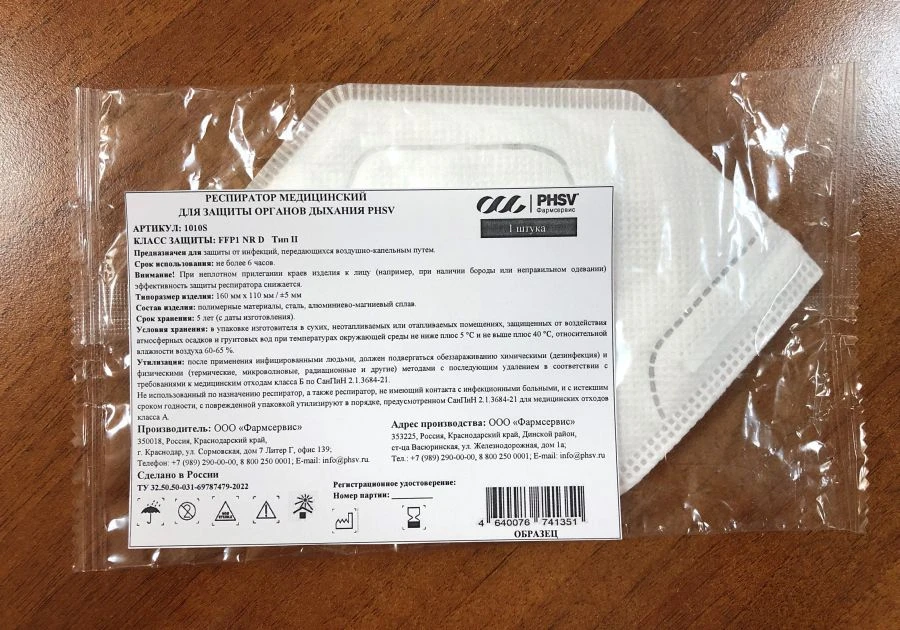 РЕСПИРАТОР МЕДИЦИНСКИЙ
ДЛЯ ЗАЩИТЫ ОРГАНОВ ДЫХАНИЯ PHSV
PHSV
Фармсервис
1 штука
АРТИКУЛ: 1010S
КЛАСС ЗАЩИТЫ: FFP1 NR D Тип II
Предназначен для защиты от инфекций, передающихся воздушно-капельным путем.
Срок использования: не более 6 часов.
Внимание! При неплотном прилегании краев изделия к лицу (например, при наличии бороды или неправильном одевании)
эффективность защиты респиратора снижается.
Типоразмер изделия: 160 мм х 110 мм / ±5 мм
Состав изделия: полимерные материалы, сталь, алюминиево-магниевый сплав.
Срок хранения: 5 лет (с даты изготовления).
Условия хранения: в упаковке изготовителя в сухих, неотапливаемых или отапливаемых помещениях, защищенных от воздействия
атмосферных осадков и грунтовых вод при температурах окружающей среды не ниже плюс 5 °С и не выше плюс 40 °С, относительной
влажности воздуха 60-65 %.
Утилизация: после применения инфицированными людьми, должен подвергаться обеззараживанию химическими (дезинфекция) и
физическими (термические, микроволновые, радиационные и другие) методами с последующим удалением в соответствии с
требованиями к медицинским отходам класса Б по СанПиН 2.1.3684-21.
Не использованный по назначению респиратор, а также респиратор, не имеющий контакта с инфекционными больными, и с истекшим
сроком годности, с поврежденной упаковкой утилизируют в порядке, предусмотренном СанПиН 2.1.3684-21 для медицинских отходов
класса А.
Производитель: ООО «Фармсервис»
350018, Россия, Краснодарский край,
г. Краснодар, ул. Сормовская, дом 7 Литер Г, офис 139;
Телефон: +7 (989) 290-00-00, 8 800 250 0001; E-mail: info@phsv.ru
Адрес производства: ООО «Фармсервис»
353225, Россия, Краснодарский край, Динской район,
ст-ца Васюринская, ул. Железнодорожная, дом 1а;
Тел.: +7 (989) 290-00-00, 8 800 250 0001; E-mail: info@phsv.ru
Сделано в России
ТУ 32.50.50-031-69787479-2022
Регистрационное удостоверение:
Номер партии: ________
4 640076 741351
ОБРАЗЕЦ